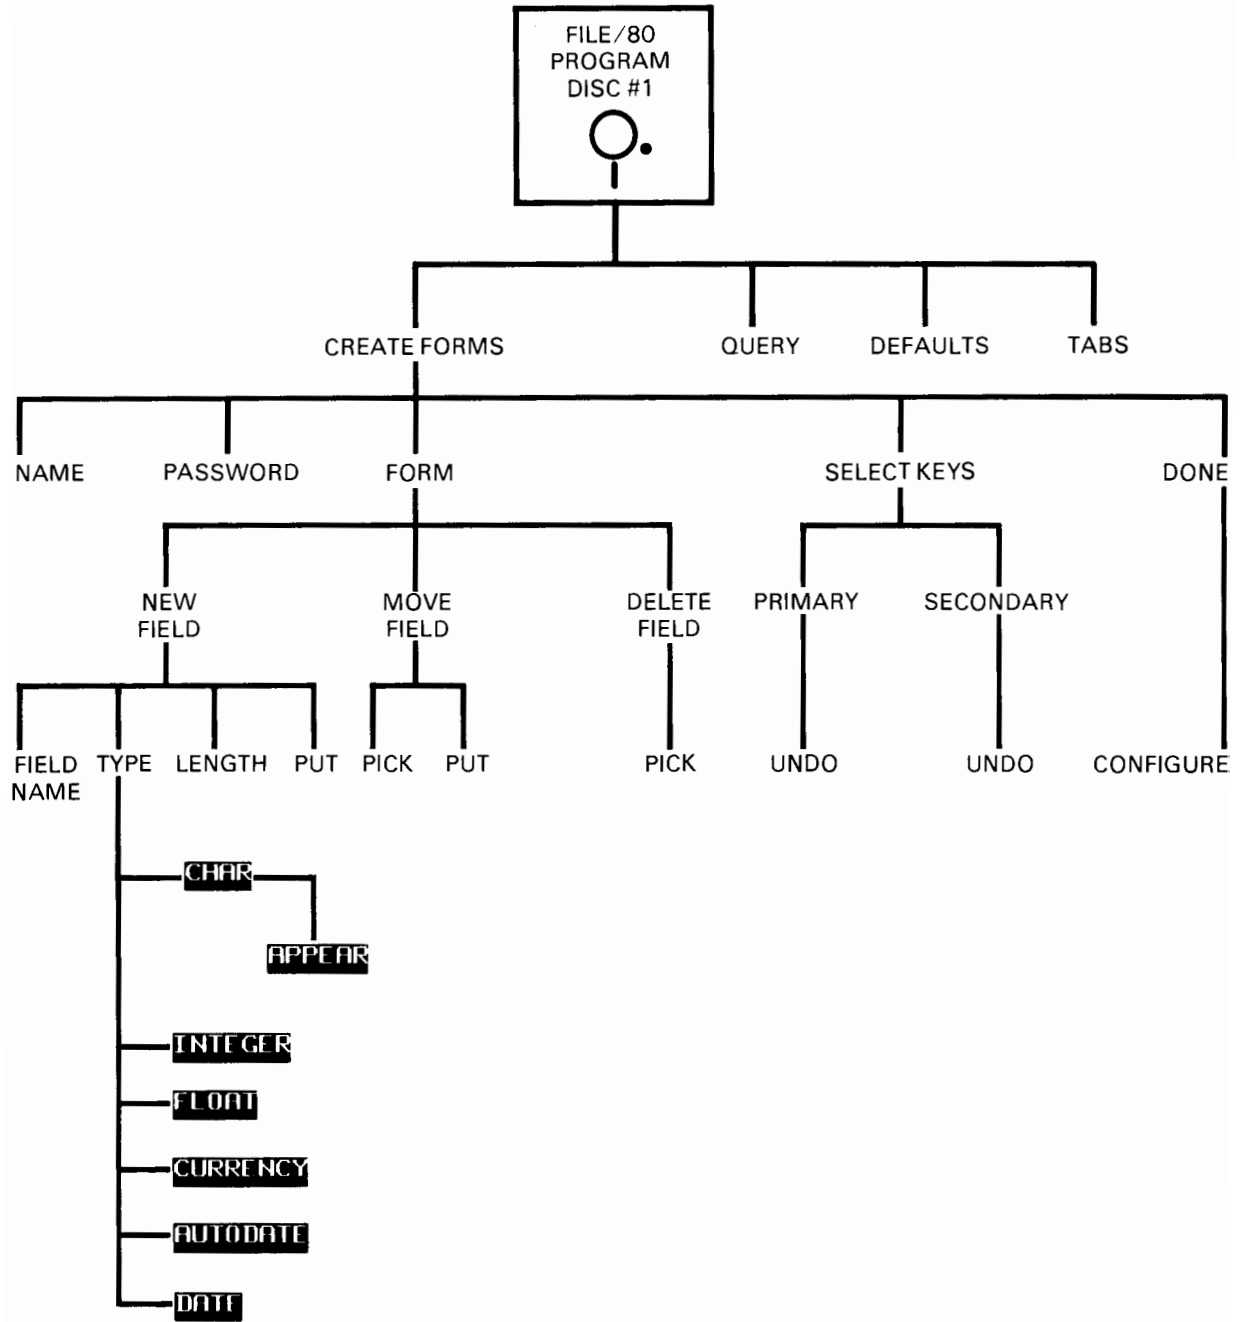 FILE/80
PROGRAM
DISC #1
CREATE FORMS QUERY DEFAULTS TABS
NAME PASSWORD FORM SELECT KEYS DONE
NEW FIELD
MOVE FIELD
DELETE FIELD
PRIMARY SECONDARY
FIELD NAME
TYPE LENGTH PUT PICK PUT PICK UNDO UNDO CONFIGURE
CHAR
APPEAR
INTEGER
FLOAT
CURRENCY
AUTODATE
DATE